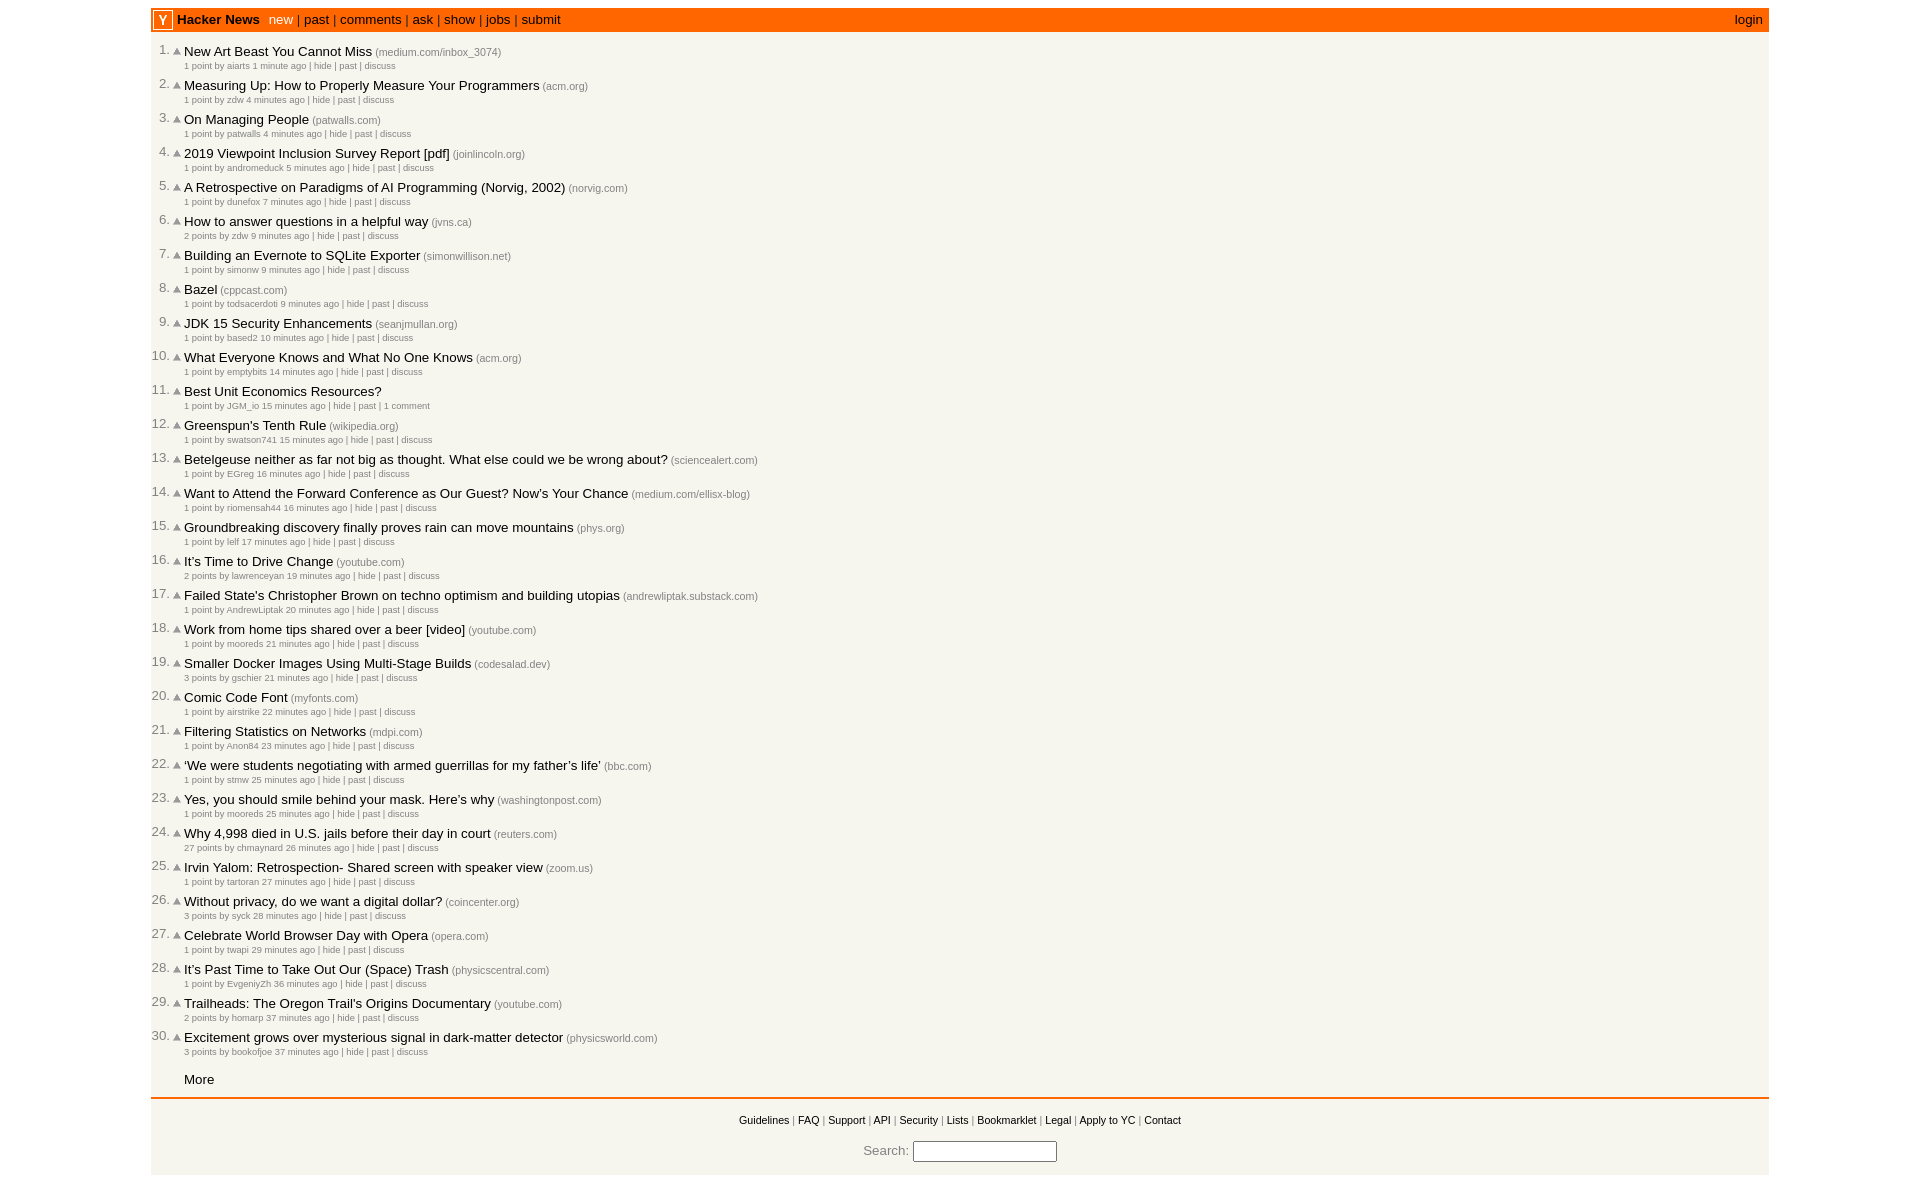 Y Hacker News new | past | comments | ask | show | jobs | submit login
1. New Art Beast You Cannot Miss (medium.com/inbox_3074)
1 point by aiarts 1 minute ago | hide | past | discuss
2. Measuring Up: How to Properly Measure Your Programmers (acm.org)
1 point by zdw 4 minutes ago | hide | past | discuss
3. On Managing People (patwalls.com)
1 point by patwalls 4 minutes ago | hide | past | discuss
4. 2019 Viewpoint Inclusion Survey Report [pdf] (joinlincoln.org)
1 point by andromeduck 5 minutes ago | hide | past | discuss
5. A Retrospective on Paradigms of AI Programming (Norvig, 2002) (norvig.com)
1 point by dunefox 7 minutes ago | hide | past | discuss
6. How to answer questions in a helpful way (jvns.ca)
2 points by zdw 9 minutes ago | hide | past | discuss
7. Building an Evernote to SQLite Exporter (simonwillison.net)
1 point by simonw 9 minutes ago | hide | past | discuss
8. Bazel (cppcast.com)
1 point by todsacerdoti 9 minutes ago | hide | past | discuss
9. JDK 15 Security Enhancements (seanjmullan.org)
1 point by based2 10 minutes ago | hide | past | discuss
10. What Everyone Knows and What No One Knows (acm.org)
1 point by emptybits 14 minutes ago | hide | past | discuss
11. Best Unit Economics Resources?
1 point by JGM_io 15 minutes ago | hide | past | 1 comment
12. Greenspun's Tenth Rule (wikipedia.org)
1 point by swatson741 15 minutes ago | hide | past | discuss
13. Betelgeuse neither as far not big as thought. What else could we be wrong about? (sciencealert.com)
1 point by EGreg 16 minutes ago | hide | past | discuss
14. Want to Attend the Forward Conference as Our Guest? Now’s Your Chance (medium.com/ellisx-blog)
1 point by riomensah44 16 minutes ago | hide | past | discuss
15. Groundbreaking discovery finally proves rain can move mountains (phys.org)
1 point by lelf 17 minutes ago | hide | past | discuss
16. It’s Time to Drive Change (youtube.com)
2 points by lawrenceyan 19 minutes ago | hide | past | discuss
17. Failed State's Christopher Brown on techno optimism and building utopias (andrewliptak.substack.com)
1 point by AndrewLiptak 20 minutes ago | hide | past | discuss
18. Work from home tips shared over a beer [video] (youtube.com)
1 point by mooreds 21 minutes ago | hide | past | discuss
19. Smaller Docker Images Using Multi-Stage Builds (codesalad.dev)
3 points by gschier 21 minutes ago | hide | past | discuss
20. Comic Code Font (myfonts.com)
1 point by airstrike 22 minutes ago | hide | past | discuss
21. Filtering Statistics on Networks (mdpi.com)
1 point by Anon84 23 minutes ago | hide | past | discuss
22. ‘We were students negotiating with armed guerrillas for my father’s life’ (bbc.com)
1 point by stmw 25 minutes ago | hide | past | discuss
23. Yes, you should smile behind your mask. Here’s why (washingtonpost.com)
1 point by mooreds 25 minutes ago | hide | past | discuss
24. Why 4,998 died in U.S. jails before their day in court (reuters.com)
27 points by chmaynard 26 minutes ago | hide | past | discuss
25. Irvin Yalom: Retrospection- Shared screen with speaker view (zoom.us)
1 point by tartoran 27 minutes ago | hide | past | discuss
26. Without privacy, do we want a digital dollar? (coincenter.org)
3 points by syck 28 minutes ago | hide | past | discuss
27. Celebrate World Browser Day with Opera (opera.com)
1 point by twapi 29 minutes ago | hide | past | discuss
28. It’s Past Time to Take Out Our (Space) Trash (physicscentral.com)
1 point by EvgeniyZh 36 minutes ago | hide | past | discuss
29. Trailheads: The Oregon Trail's Origins Documentary (youtube.com)
2 points by homarp 37 minutes ago | hide | past | discuss
30. Excitement grows over mysterious signal in dark-matter detector (physicsworld.com)
3 points by bookofjoe 37 minutes ago | hide | past | discuss
More
Guidelines | FAQ | Support | API | Security | Lists | Bookmarklet | Legal | Apply to YC | Contact
Search: